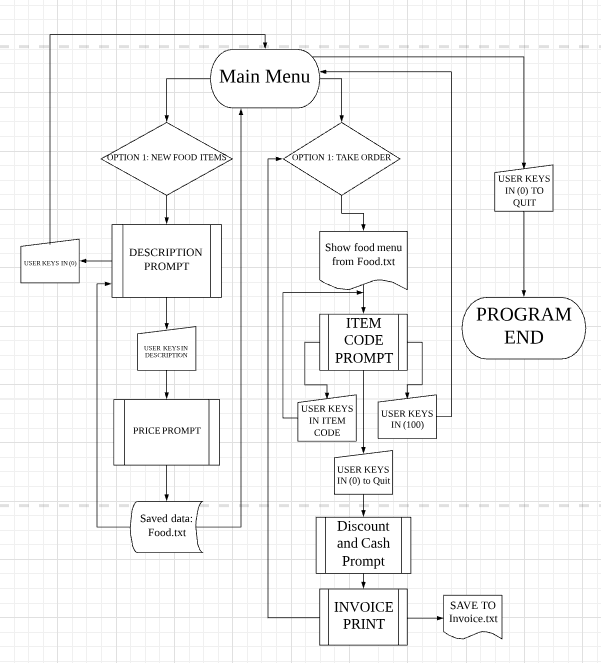 Main Menu
OPTION 1: NEW FOOD ITEMS
OPTION 1: TAKE ORDER
USER KEYS
IN (0) TO
QUIT
DESCRIPTION
PROMPT
USER KEYS IN (0)
Show food menu
from Food.txt
PROGRAM
END
ITEM
CODE
PROMPT
USER KEYS IN
DESCRIPTION
USER KEYS
IN ITEM
CODE
USER KEYS
IN (100)
PRICE PROMPT
USER KEYS
IN (0) to Quit
Saved data:
Food.txt
Discount
and Cash
Prompt
INVOICE
PRINT
SAVE TO
Invoice.txt